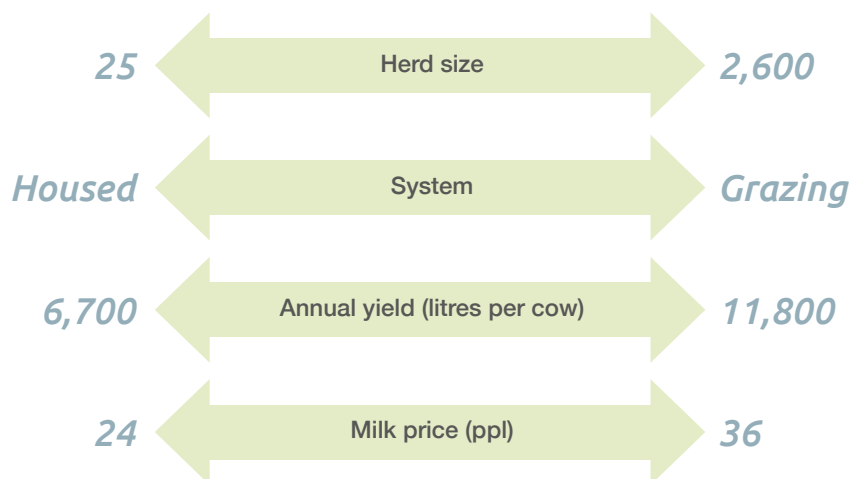 25 Herd size 2,600
Housed System Grazing
6,700 Annual yield (litres per cow) 11,800
24 Milk price (ppl) 36